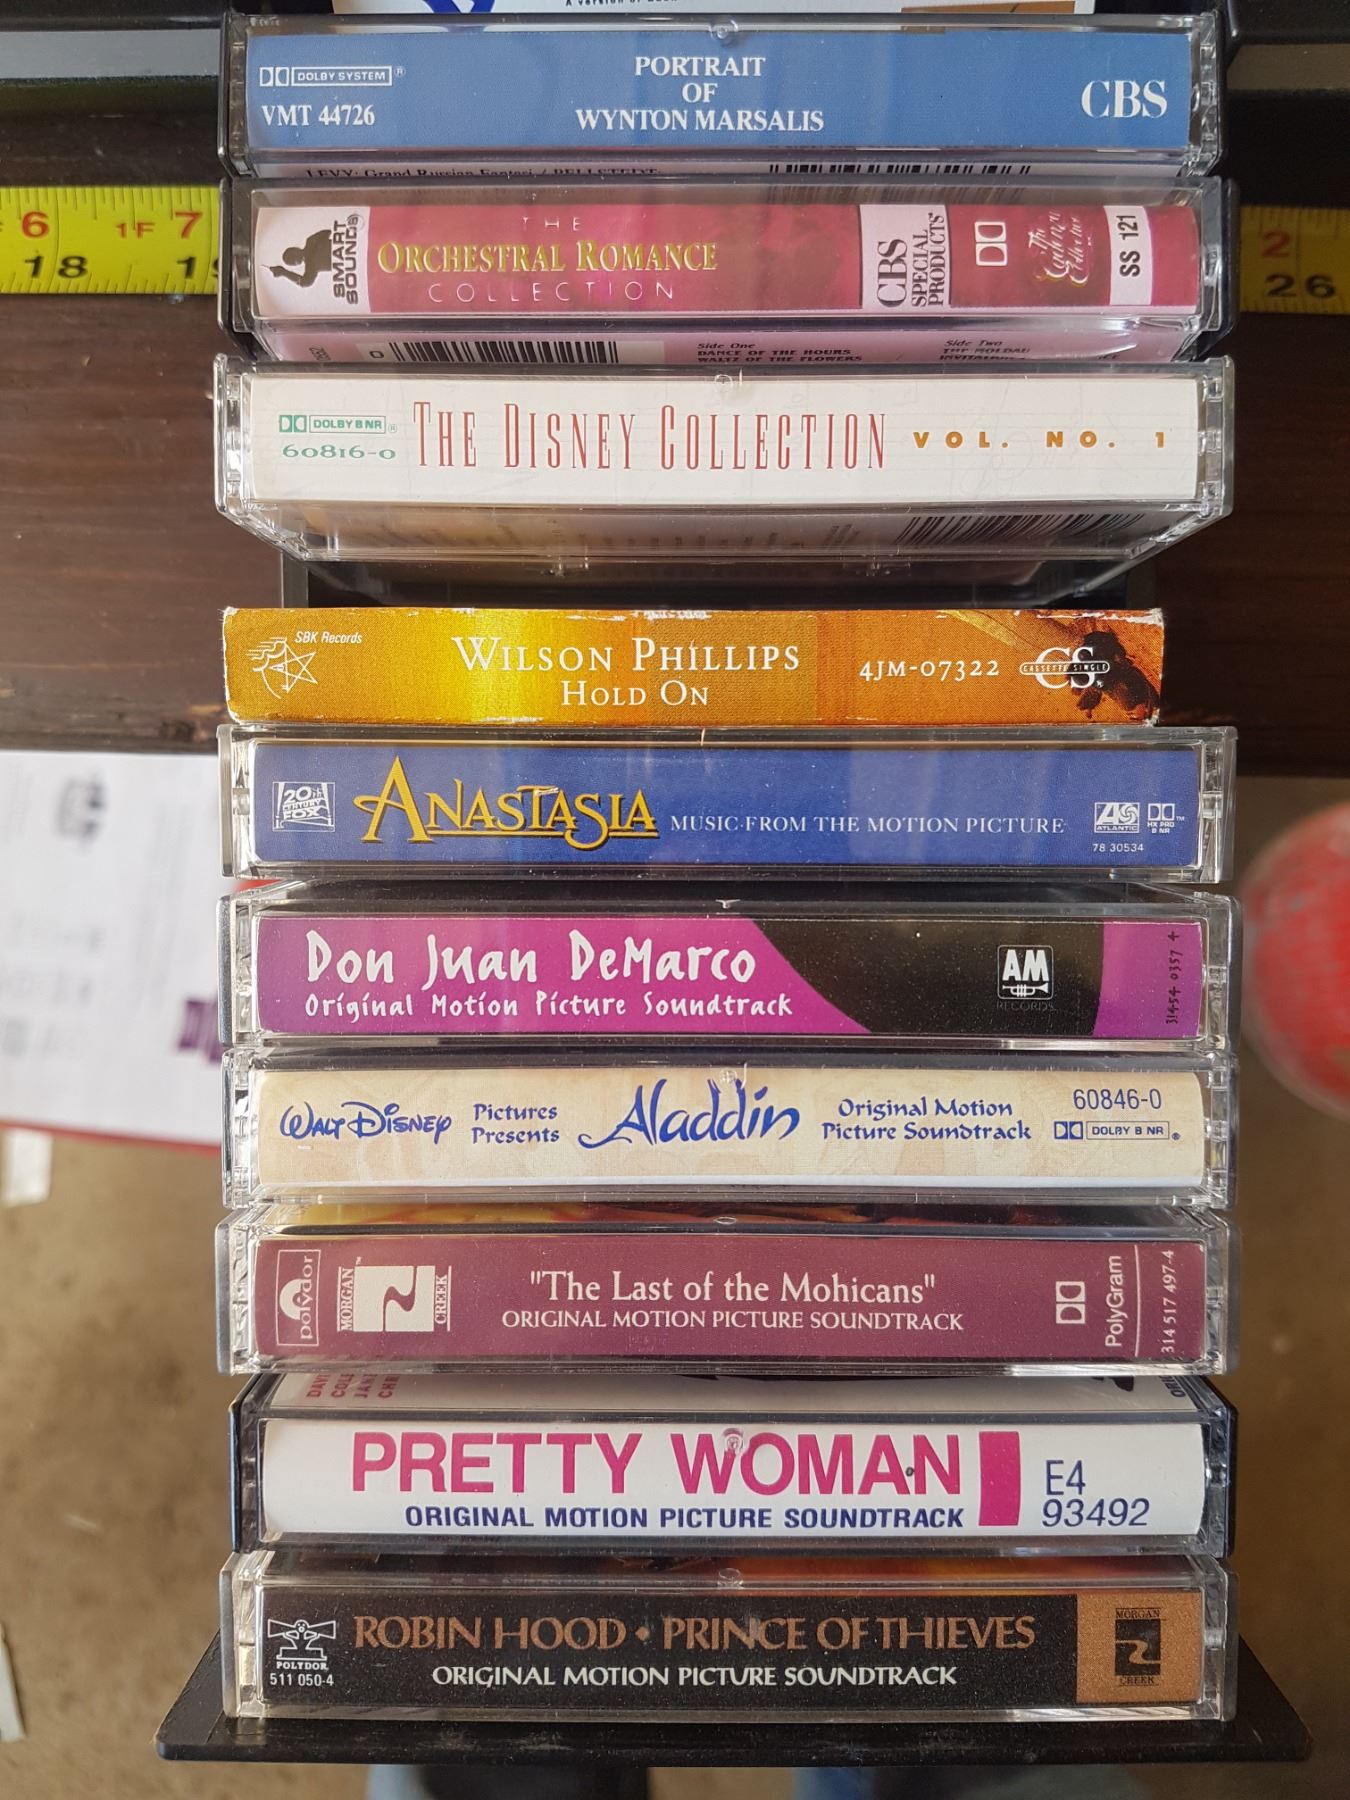 DOLBY SYSTEM ®
VMT 44726
PORTRAIT
OF
WYNTON MARSALIS
CBS
LEVY: Grand Russian
6 1F 7
18
2
26
SMART
SOUNDS
THE
ORCHESTRAL ROMANCE
COLLECTION
CBS
SPECIAL
PRODUCTS
SS 121
0
Side One
DANCE OF THE HOURS
WALTZ OF THE FLOWERS
Side Two
THE MOLDAU
DOLBY B NR ®
60816-0
THE DISNEY COLLECTION VOL. NO. 1
SBK Records
WILSON PHILLIPS
HOLD ON
4JM-07322
CASSETTE SINGLE
CS
20th
CENTURY
FOX
ANASTASIA MUSIC FROM THE MOTION PICTURE
ATLANTIC
HX PRO
B NR
78 30534
Don Juan DeMarco
Original Motion Picture Soundtrack
AM
RECORDS
31454 0357 4
WALT DISNEY
Pictures
Presents
Aladdin
Original Motion
Picture Soundtrack
60846-0
DOLBY B NR ®
polydor
MORGAN
CREEK
"The Last of the Mohicans"
ORIGINAL MOTION PICTURE SOUNDTRACK
PolyGram
314 517 497-4
PRETTY WOMAN
ORIGINAL MOTION PICTURE SOUNDTRACK
E4
93492
POLYDOR
511 050-4
ROBIN HOOD • PRINCE OF THIEVES
ORIGINAL MOTION PICTURE SOUNDTRACK
MORGAN
CREEK